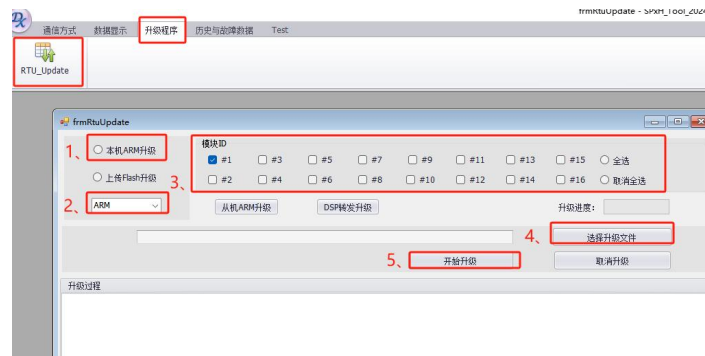 frmRtuUpdate - SPxH_Tool_2024
通信方式 数据显示 升级程序 历史与故障数据 Test
RTU_Update
frmRtuUpdate
1、 本机ARM升级 模块ID
#1 #3 #5 #7 #9 #11 #13 #15 全选
上传Flash升级 3、 #2 #4 #6 #8 #10 #12 #14 #16 取消全选
2、 ARM 从机ARM升级 DSP转发升级 升级进度：
4、 选择升级文件
5、 开始升级 取消升级
升级过程